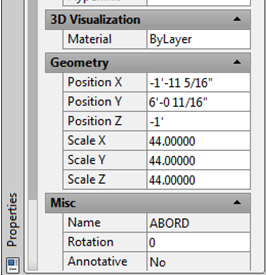 3D Visualization
Material ByLayer
Geometry
Position X -1'-11 5/16"
Position Y 6'-0 11/16"
Position Z -1'
Scale X 44.00000
Scale Y 44.00000
Scale Z 44.00000
Misc
Name ABORD
Rotation 0
Annotative No
Properties